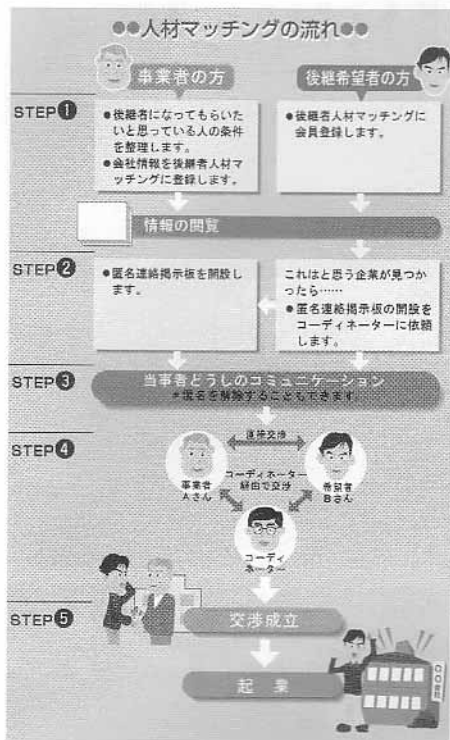 ●●人材マッチングの流れ●●
事業者の方
後継希望者の方
STEP❶
●後継者になってもらいた
いと思っている人の条件
を整理します。
●会社情報を後継者人材マ
ッチングに登録します。
●後継者人材マッチングに
会員登録します。
情報の閲覧
STEP❷
●匿名連絡掲示板を開設し
ます。
これはと思う企業が見つか
ったら……
●匿名連絡掲示板の開設を
コーディネーターに依頼
します。
STEP❸
当事者どうしのコミュニケーション
*匿名を解除することもできます。
STEP❹
直接交渉
事業者
Aさん
コーディネーター
経由で交渉
希望者
Bさん
コーディ
ネーター
STEP❺
交渉成立
起業
〇〇会社